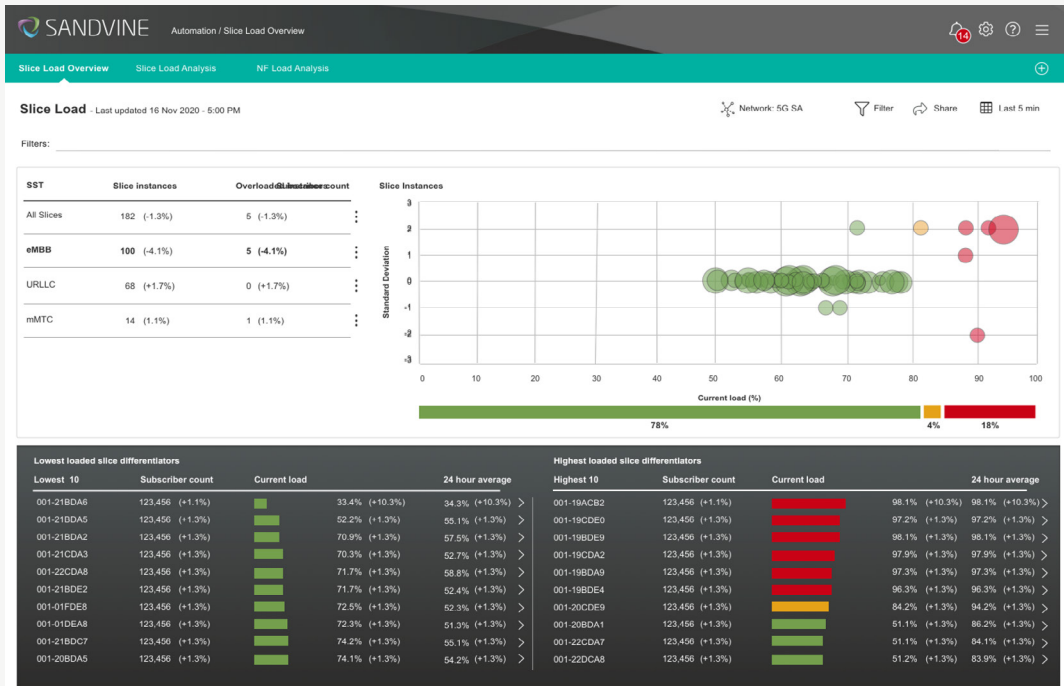 SANDVINE
Automation / Slice Load Overview
14
Slice Load Overview
Slice Load Analysis
NF Load Analysis
Slice Load - Last updated 16 Nov 2020 - 5:00 PM
Network: 5G SA
Filter
Share
Last 5 min
Filters:
SST Slice instances Overloaded count
All Slices 182 (-1.3%) 5 (-1.3%)
eMBB 100 (-4.1%) 5 (-4.1%)
URLLC 68 (+1.7%) 0 (+1.7%)
mMTC 14 (1.1%) 1 (1.1%)
Slice Instances
Standard Deviation
3
2
1
0
-1
-2
-3
0 10 20 30 40 50 60 70 80 90 100
Current load (%)
78% 4% 18%
Lowest loaded slice differentiators
Lowest 10 Subscriber count Current load 24 hour average
001-21BDA6 123,456 (+1.1%) 33.4% (+10.3%) 34.3% (+10.3%)
001-21DDA5 123,456 (+1.3%) 52.2% (+1.3%) 55.1% (+1.3%)
001-21BDA2 123,456 (+1.3%) 70.9% (+1.3%) 57.5% (+1.3%)
001-21CDA3 123,456 (+1.3%) 70.3% (+1.3%) 52.7% (+1.3%)
001-22CDA8 123,456 (+1.3%) 71.7% (+1.3%) 58.8% (+1.3%)
001-21BDE2 123,456 (+1.3%) 71.7% (+1.3%) 52.4% (+1.3%)
001-01FDE8 123,456 (+1.3%) 72.5% (+1.3%) 52.3% (+1.3%)
001-01DEA8 123,456 (+1.3%) 72.3% (+1.3%) 51.3% (+1.3%)
001-21BDC7 123,456 (+1.3%) 74.2% (+1.3%) 55.1% (+1.3%)
001-20BDA5 123,456 (+1.3%) 74.1% (+1.3%) 54.2% (+1.3%)
Highest loaded slice differentiators
Highest 10 Subscriber count Current load 24 hour average
001-19ACB2 123,456 (+1.1%) 98.1% (+10.3%) 98.1% (+10.3%)
001-19CDE0 123,456 (+1.3%) 97.2% (+1.3%) 97.2% (+1.3%)
001-19BDE9 123,456 (+1.3%) 98.1% (+1.3%) 98.1% (+1.3%)
001-19CDA2 123,456 (+1.3%) 97.9% (+1.3%) 97.9% (+1.3%)
001-19BDA9 123,456 (+1.3%) 97.3% (+1.3%) 97.3% (+1.3%)
001-19BDE4 123,456 (+1.3%) 96.3% (+1.3%) 96.3% (+1.3%)
001-20CDE9 123,456 (+1.3%) 84.2% (+1.3%) 94.2% (+1.3%)
001-20BDA1 123,456 (+1.3%) 51.1% (+1.3%) 86.2% (+1.3%)
001-22CDA7 123,456 (+1.3%) 51.1% (+1.3%) 84.1% (+1.3%)
001-22DCA8 123,456 (+1.3%) 51.2% (+1.3%) 83.9% (+1.3%)